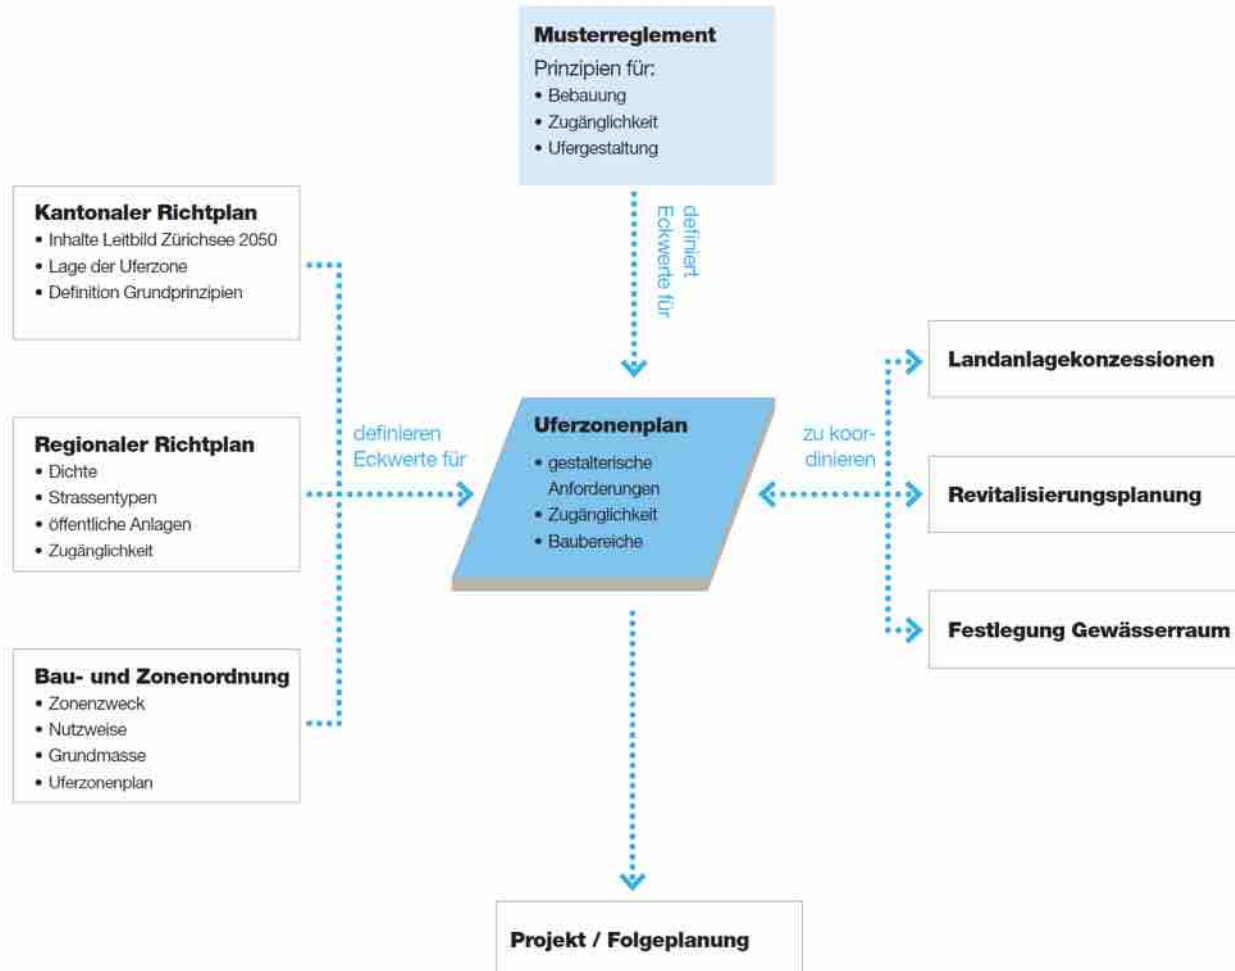 Musterreglement
Prinzipien für:
• Bebauung
• Zugänglichkeit
• Ufergestaltung
definiert
Eckwerte für
Kantonaler Richtplan
• Inhalte Leitbild Zürichsee 2050
• Lage der Uferzone
• Definition Grundprinzipien
Regionaler Richtplan
• Dichte
• Strassentypen
• öffentliche Anlagen
• Zugänglichkeit
Bau- und Zonenordnung
• Zonenzweck
• Nutzweise
• Grundmasse
• Uferzonenplan
definieren
Eckwerte für
Uferzonenplan
• gestalterische
Anforderungen
• Zugänglichkeit
• Baubereiche
zu koor-
dinieren
Landanlagekonzessionen
Revitalisierungsplanung
Festlegung Gewässerraum
Projekt / Folgeplanung